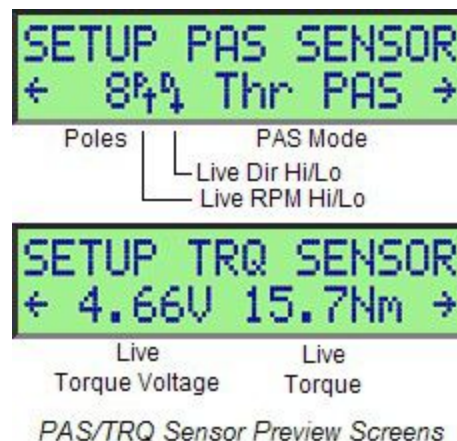 SETUP PAS SENSOR
← 8 Thr PAS →
Poles PAS Mode
Live Dir Hi/Lo
Live RPM Hi/Lo
SETUP TRQ SENSOR
← 4.66V 15.7Nm →
Live Live
Torque Voltage Torque
PAS/TRQ Sensor Preview Screens